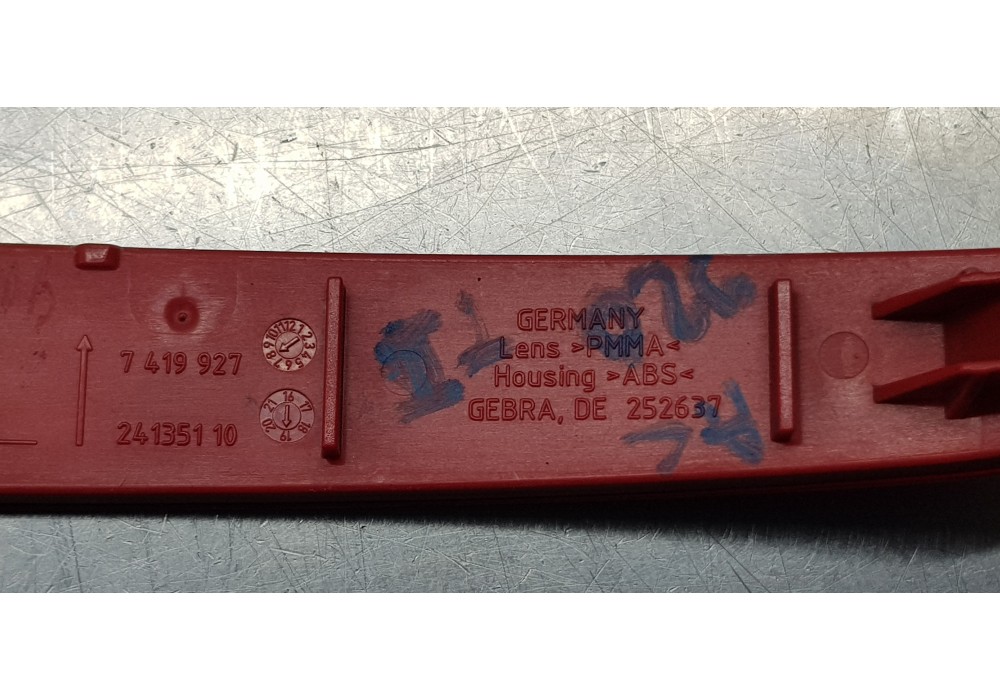 7 419 927
241351 10
GERMANY
Lens >PMMA<
Housing >ABS<
GEBRA, DE 252637